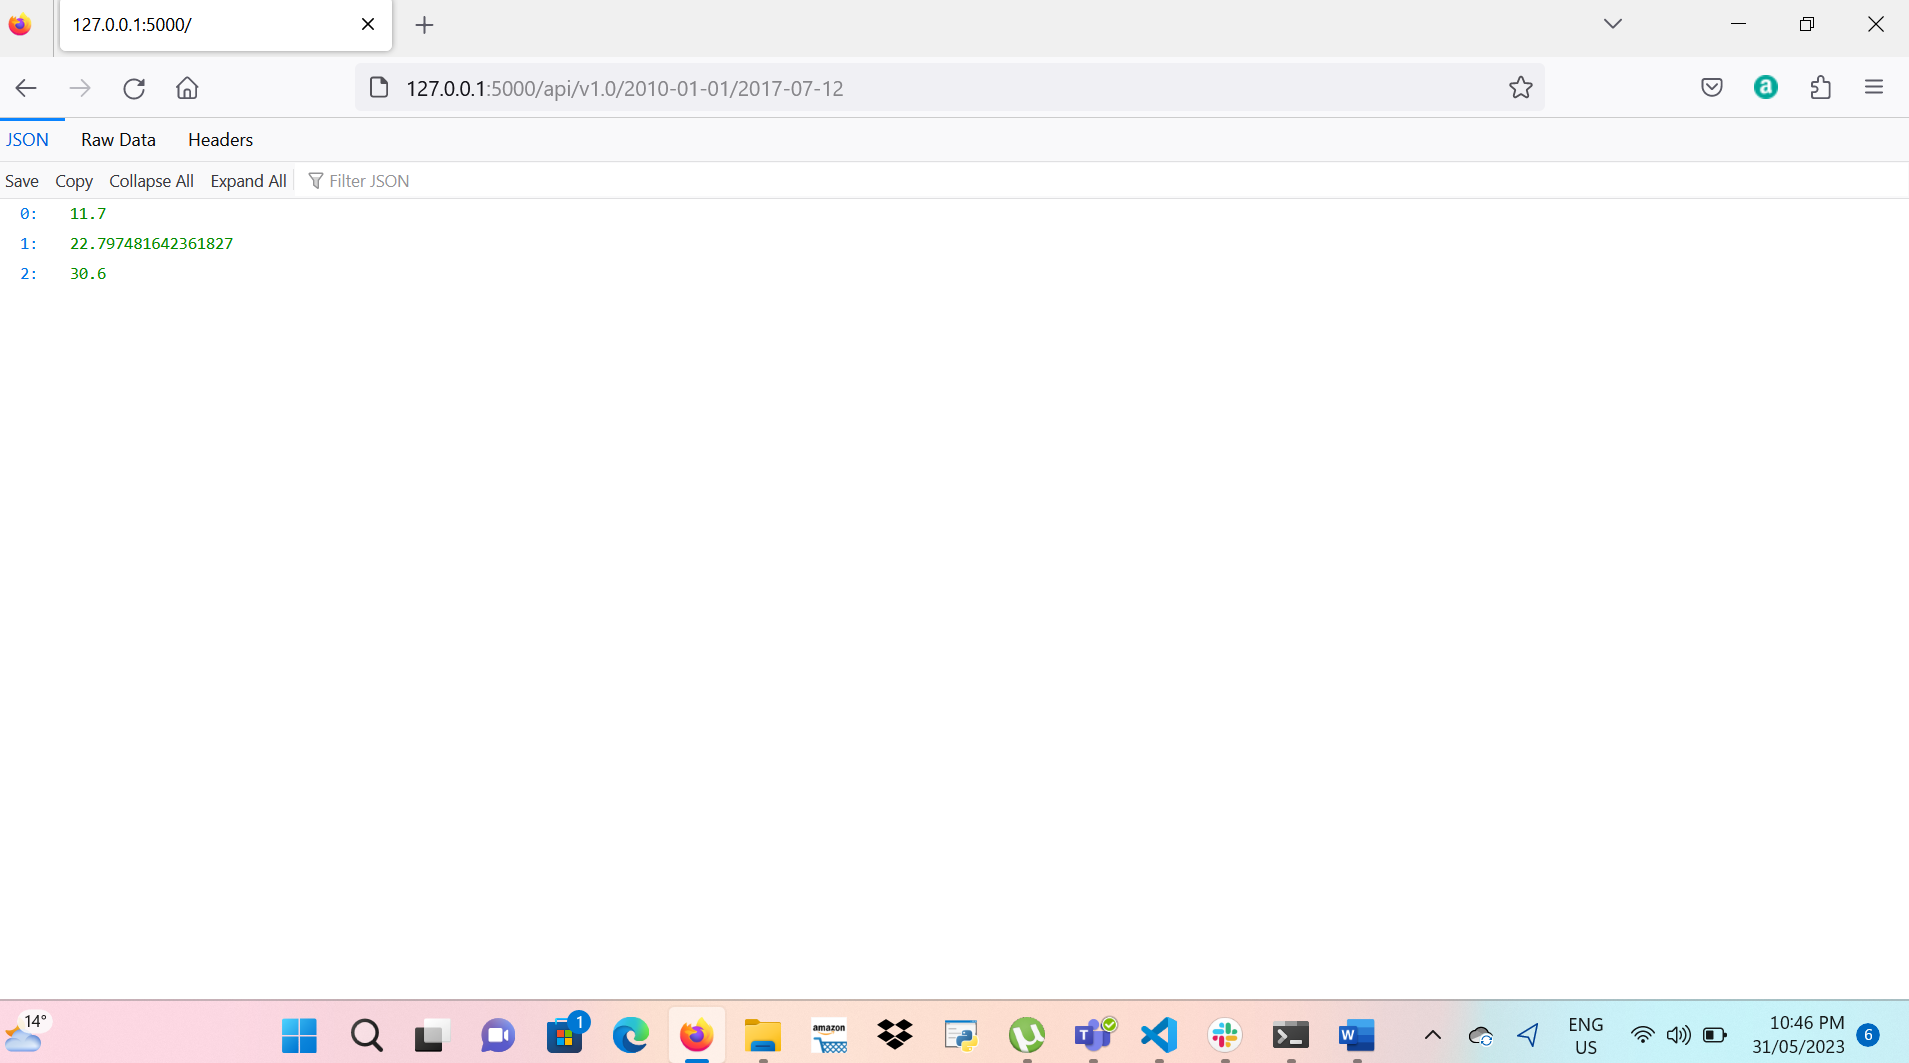 127.0.0.1:5000/
127.0.0.1:5000/api/v1.0/2010-01-01/2017-07-12
JSON Raw Data Headers
Save Copy Collapse All Expand All Filter JSON
0: 11.7
1: 22.797481642361827
2: 30.6
14°
1
amazon
T
W
ENG
US
10:46 PM
31/05/2023
6